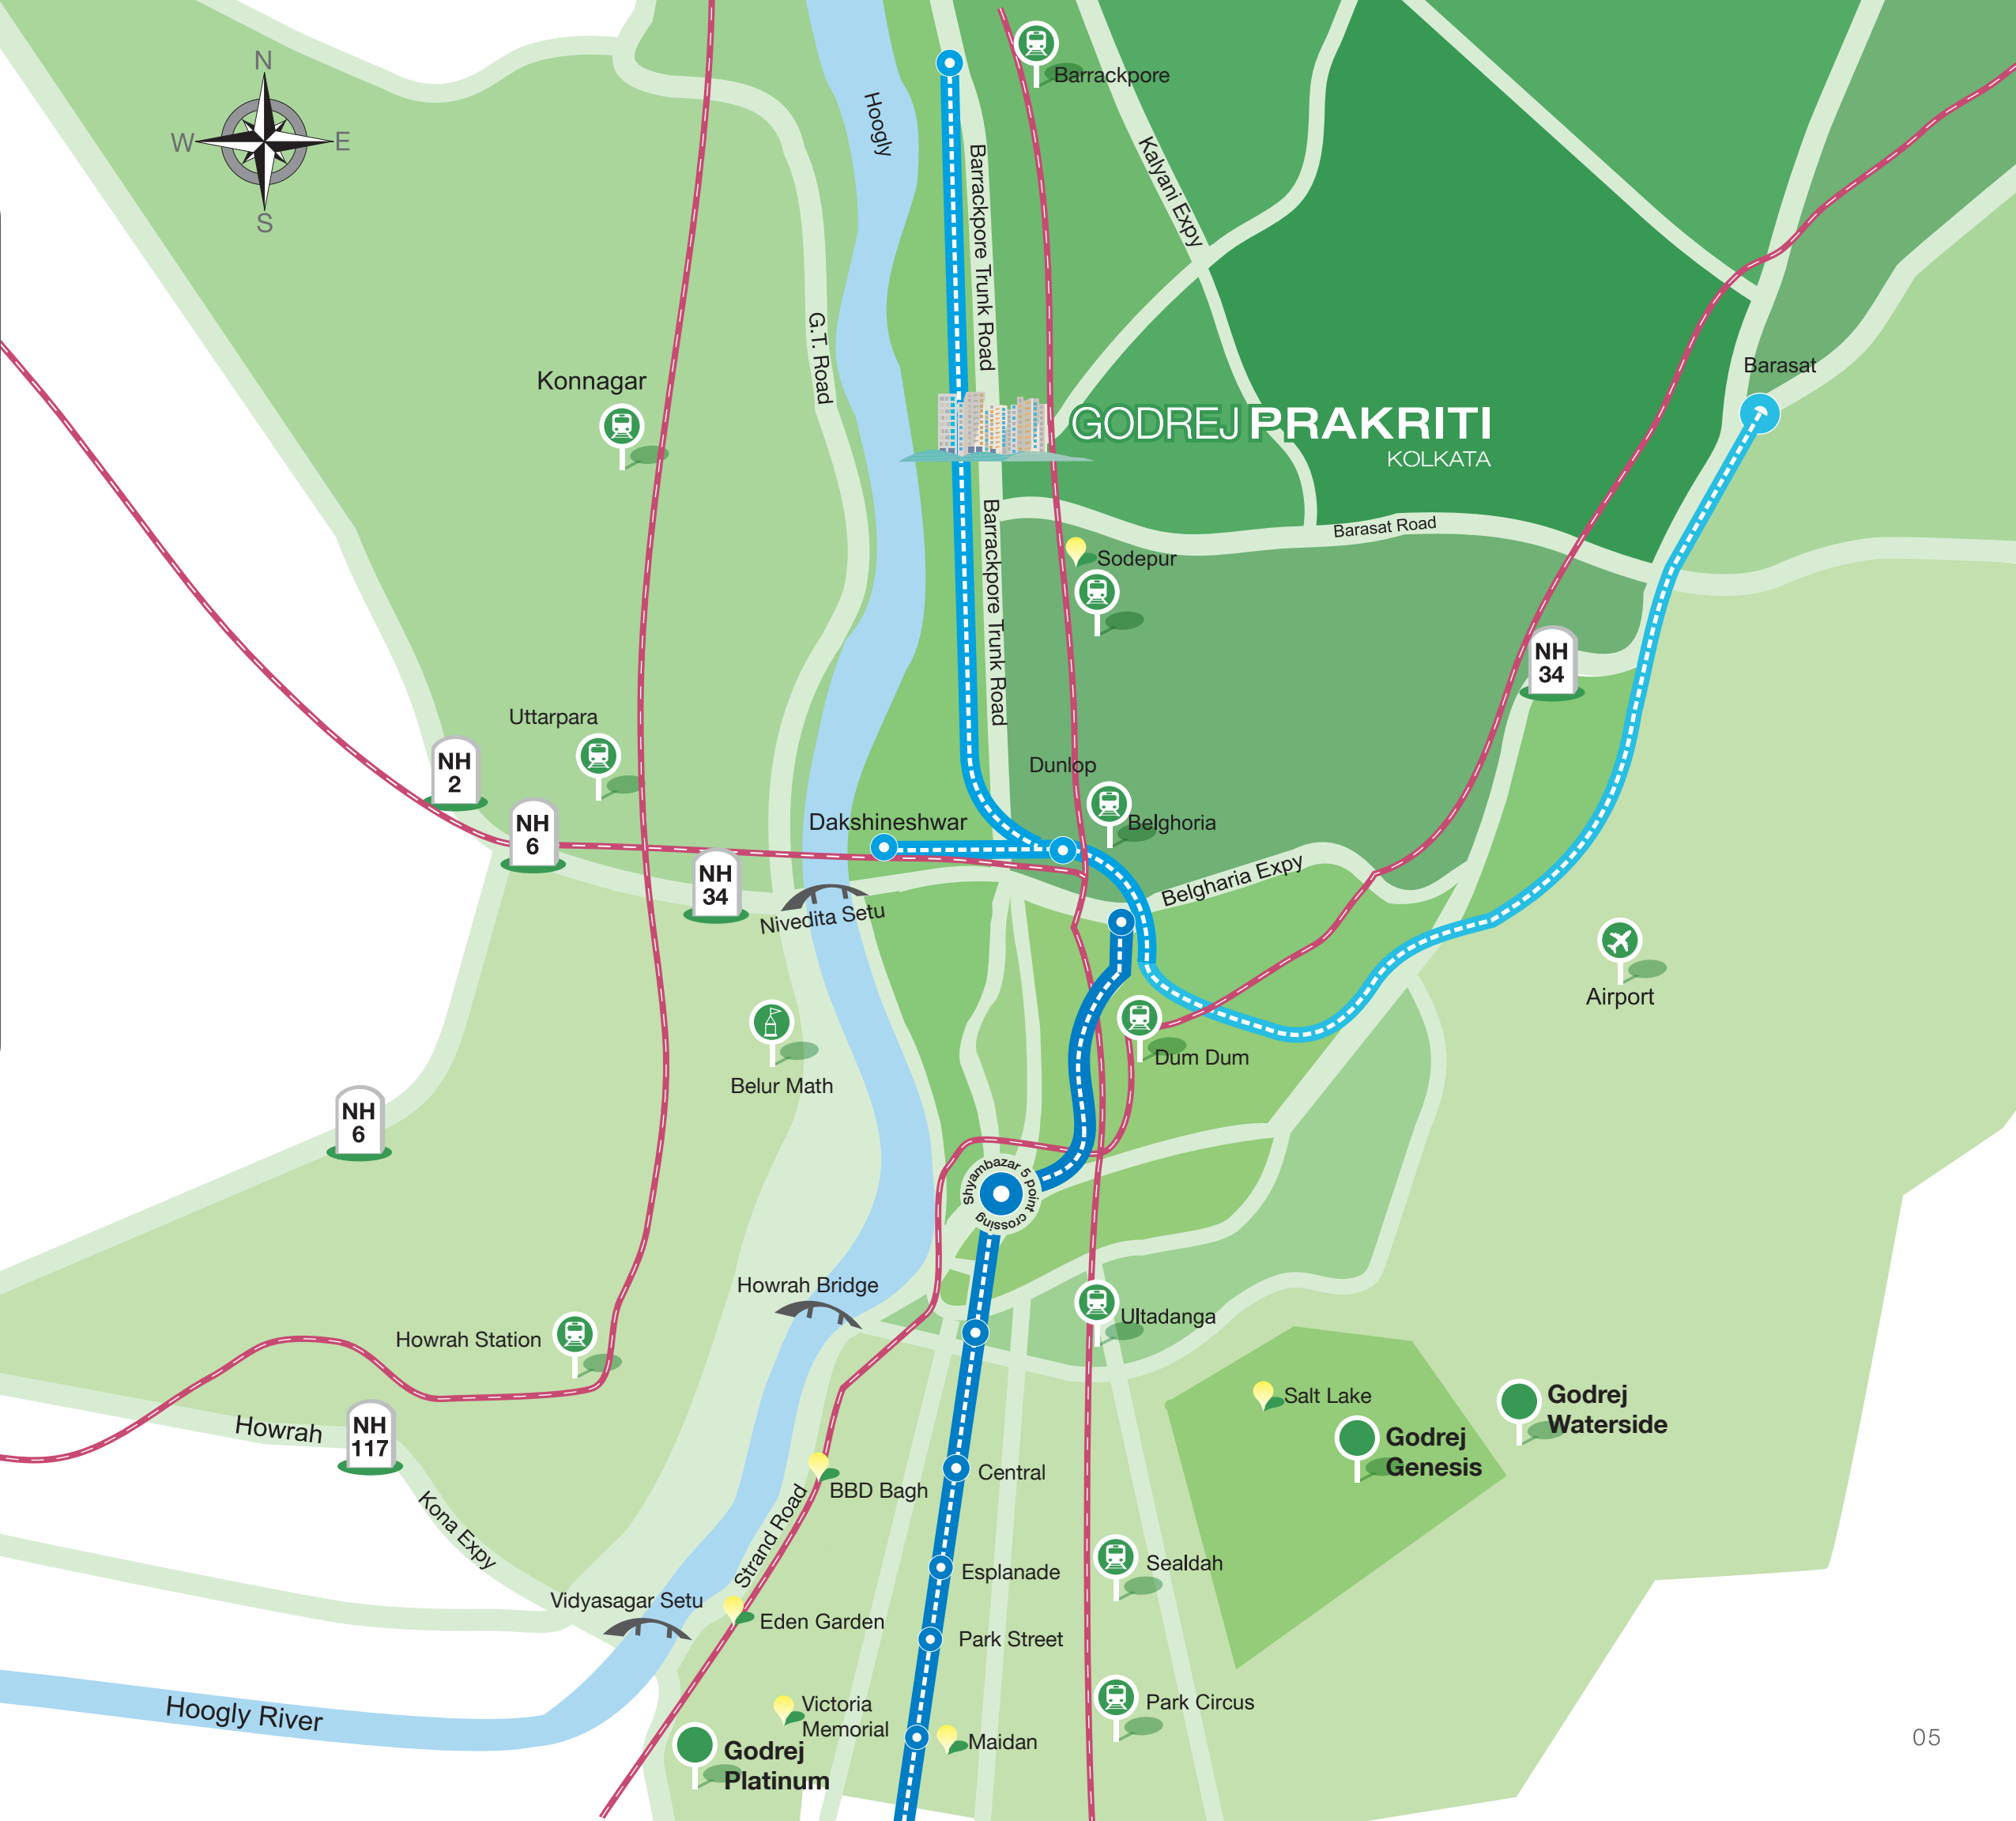 N
W
E
S
Barrackpore
Hoogly
Kalyani Expy
Barrackpore Trunk Road
G.T. Road
Konnagar
Barasat
GODREJ PRAKRITI
KOLKATA
Barasat Road
Barrackpore Trunk Road
Sodepur
NH
34
Uttarpara
NH
2
Dunlop
NH
6
Dakshineshwar
Belghoria
NH
34
Belgharia Expy
Nivedita Setu
Airport
Dum Dum
Belur Math
NH
6
Shyambazar 5 point crossing
Howrah Bridge
Ultadanga
Howrah Station
Salt Lake
Godrej
Waterside
Godrej
Genesis
Howrah
NH
117
Central
BBD Bagh
Kona Expy
Strand Road
Sealdah
Esplanade
Vidyasagar Setu
Eden Garden
Park Street
Hoogly River
Victoria
Memorial
Park Circus
Maidan
Godrej
Platinum
05